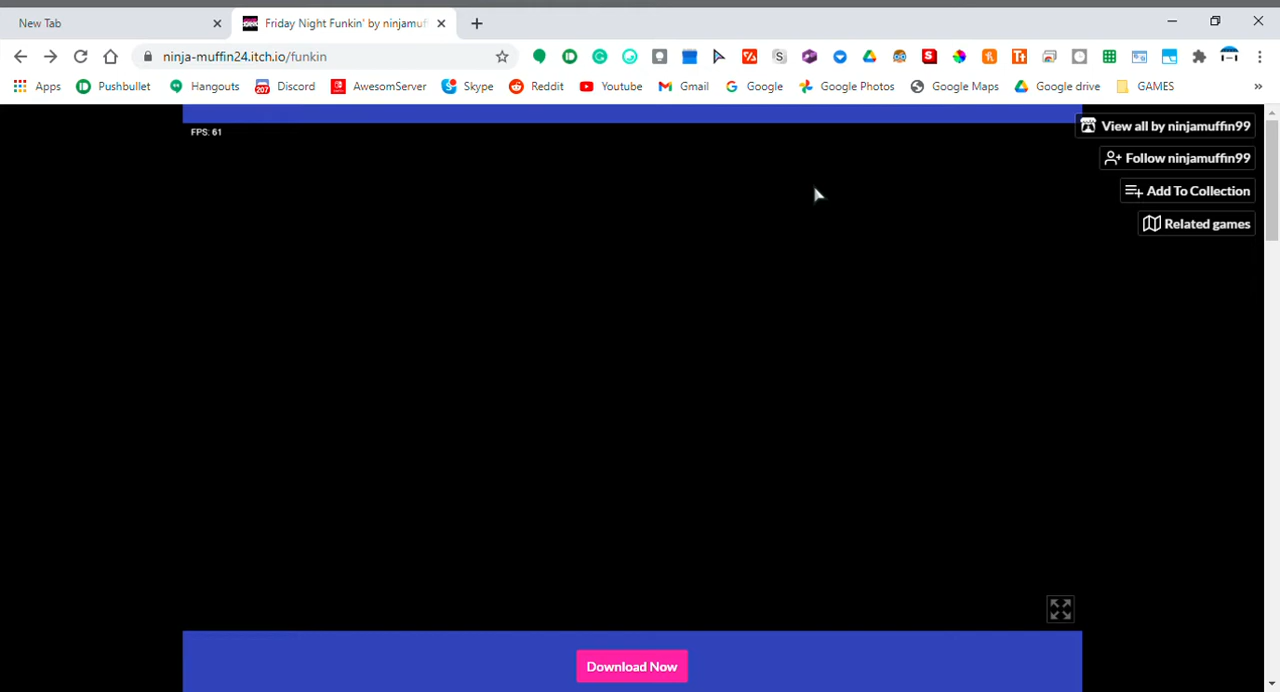 New Tab
Friday Night Funkin' by ninjamuf
ninja-muffin24.itch.io/funkin
Apps Pushbullet Hangouts Discord AwesomServer Skype Reddit Youtube Gmail Google Google Photos Google Maps Google drive GAMES »
FPS: 61
View all by ninjamuffin99
Follow ninjamuffin99
Add To Collection
Related games
Download Now